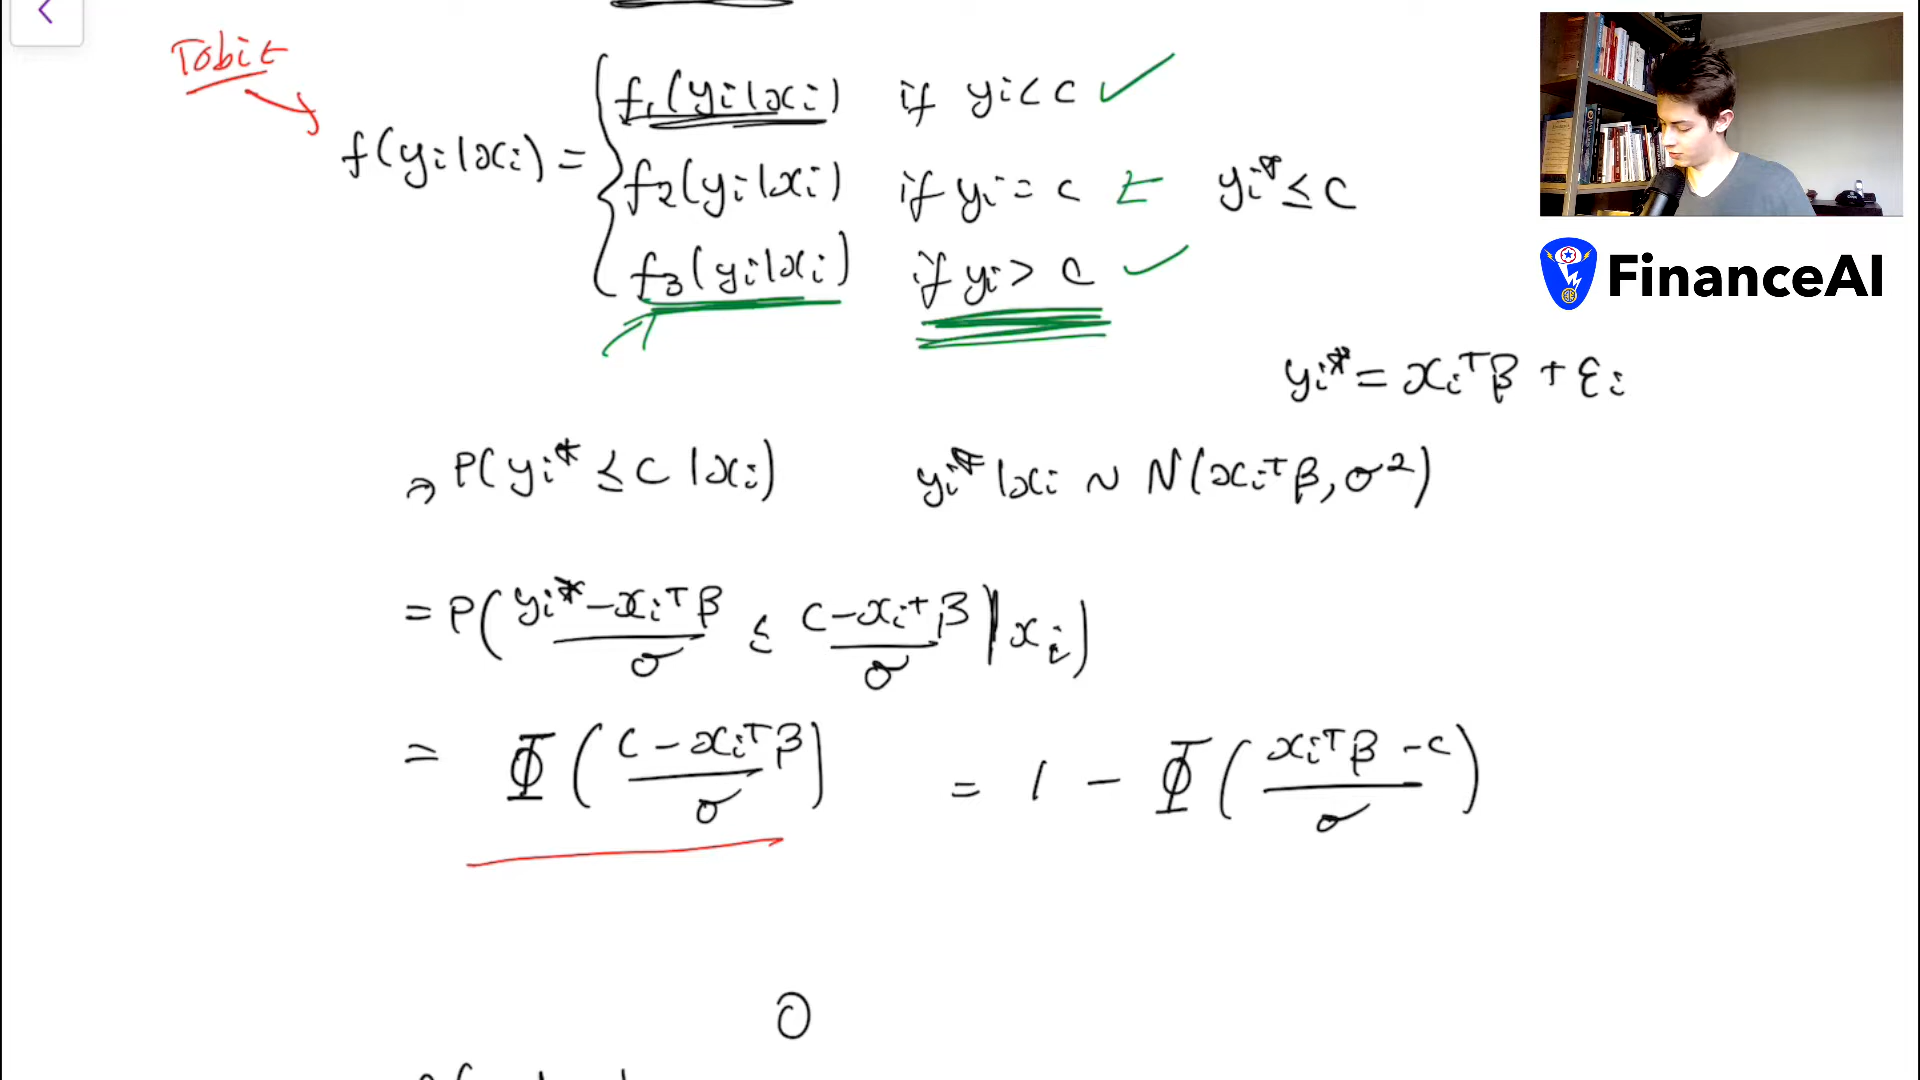 Tobit
f(yi|xi) =
f1(yi|xi) if yi < c ✓
f2(yi|xi) if yi = c yi* ≤ c
f3(yi|xi) if yi > c ✓
FinanceAI
yi* = xiᵀβ + εi
P(yi* ≤ c |xi) yi*|xi ~ N(xiᵀβ, σ²)
= P((yi* - xiᵀβ)/σ ≤ (c - xiᵀβ)/σ | xi)
= Φ((c - xiᵀβ)/σ) = 1 - Φ((xiᵀβ - c)/σ)
0